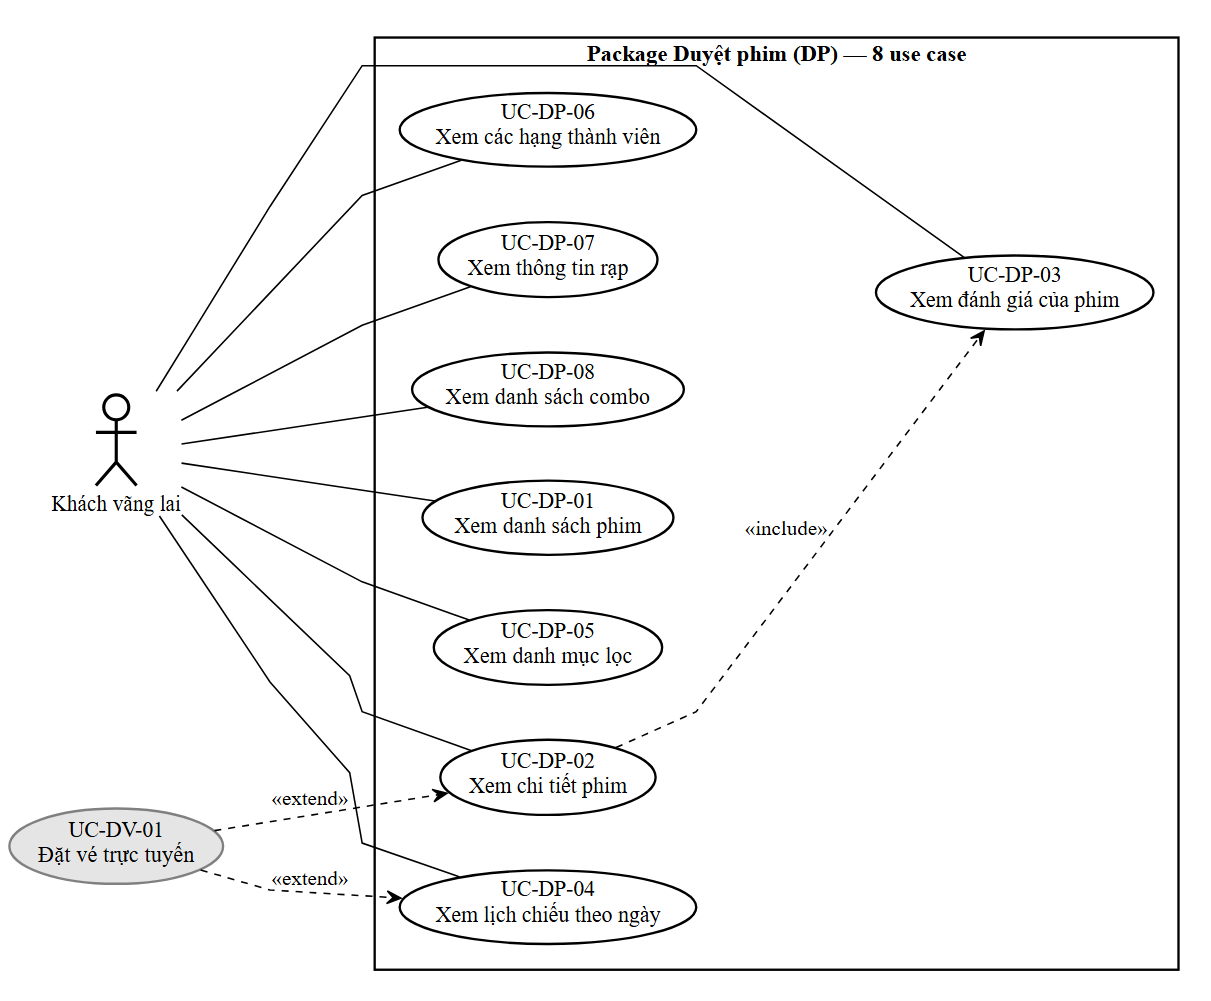 Package Duyệt phim (DP) — 8 use case
UC-DP-06
Xem các hạng thành viên
UC-DP-07
Xem thông tin rạp
UC-DP-03
Xem đánh giá của phim
UC-DP-08
Xem danh sách combo
Khách vãng lai
UC-DP-01
Xem danh sách phim
«include»
UC-DP-05
Xem danh mục lọc
UC-DP-02
Xem chi tiết phim
«extend»
UC-DV-01
Đặt vé trực tuyến
«extend»
UC-DP-04
Xem lịch chiếu theo ngày